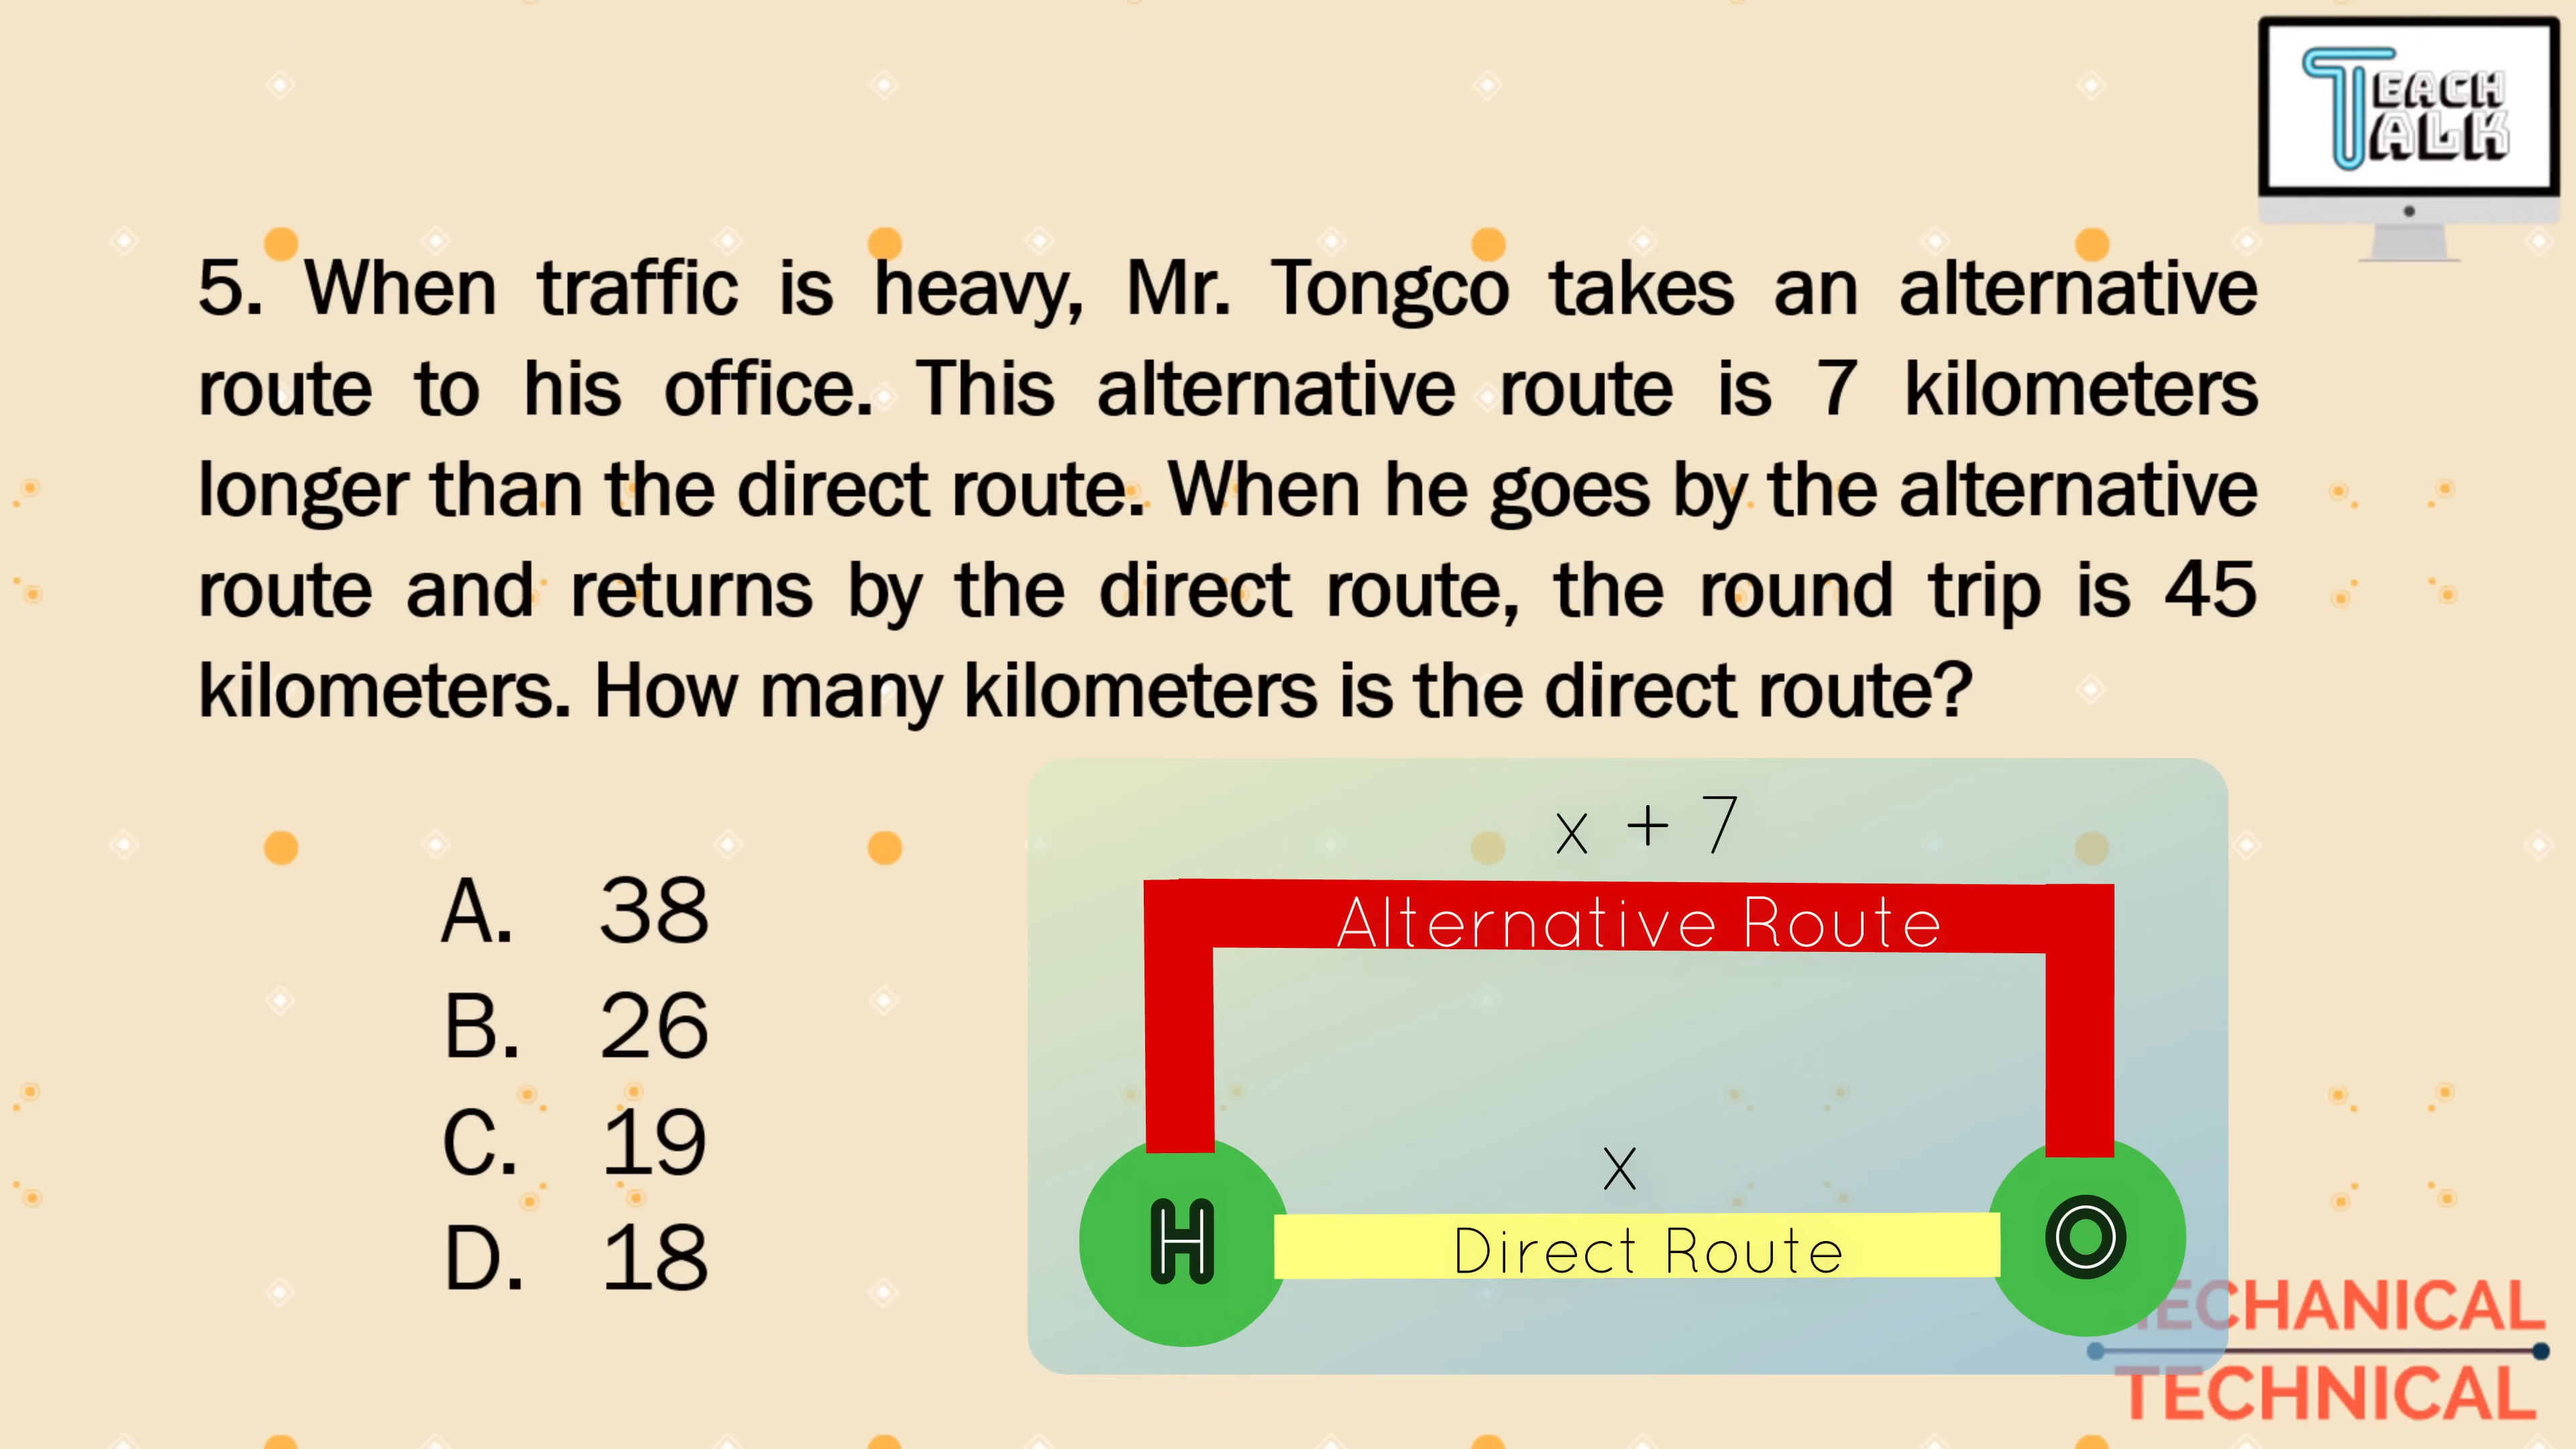 TEACH
TALK
5. When traffic is heavy, Mr. Tongco takes an alternative
route to his office. This alternative route is 7 kilometers
longer than the direct route. When he goes by the alternative
route and returns by the direct route, the round trip is 45
kilometers. How many kilometers is the direct route?
A. 38
B. 26
C. 19
D. 18
x + 7
Alternative Route
x
H
Direct Route
O
MECHANICAL
TECHNICAL